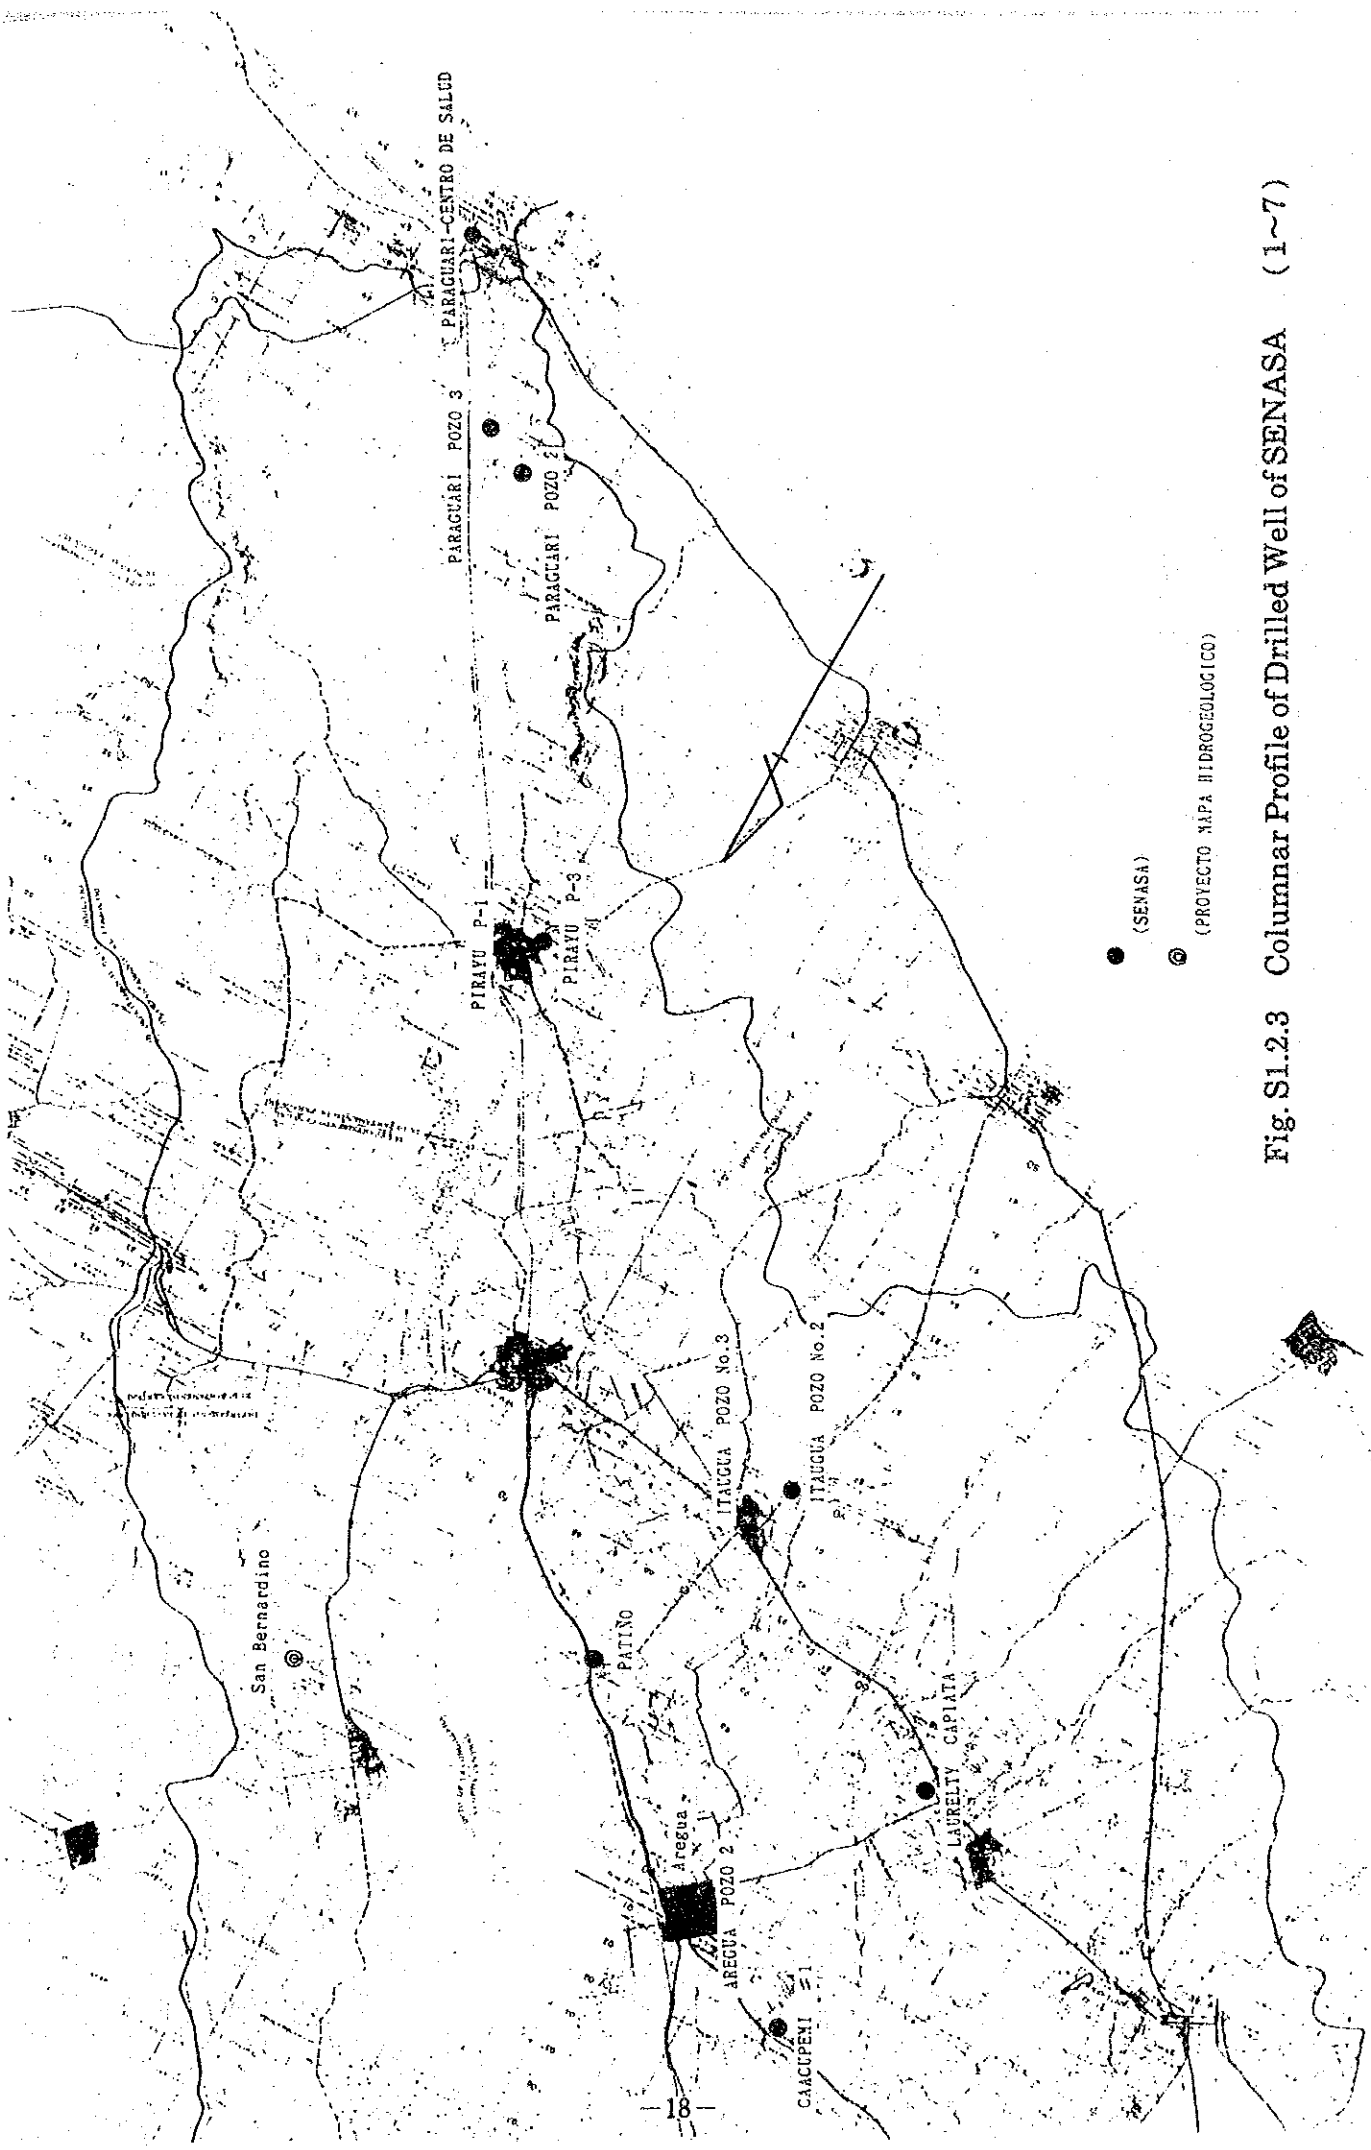 San Bernardino
Aregua
AREGUA POZO 2
CAACUPEMI #1
PATIÑO
LAURELTY CAPIATA
ITAUGUA POZO No.3
ITAUGUA POZO No.2
PIRAYU P-1
PIRAYU P-3
PARAGUARI POZO 3
PARAGUARI POZO 2
PARAGUARI-CENTRO DE SALUD
(SENASA)
(PROYECTO MAPA HIDROGEOLOGICO)
Fig. S1.2.3 Columnar Profile of Drilled Well of SENASA (1~7)
—18—